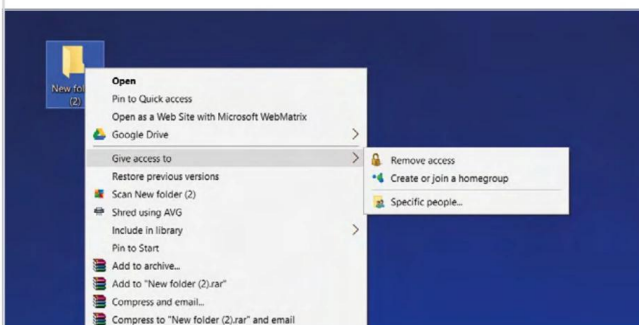 New fol
(2)
Open
Pin to Quick access
Open as a Web Site with Microsoft WebMatrix
Google Drive
Give access to
Restore previous versions
Scan New folder (2)
Shred using AVG
Include in library
Pin to Start
Add to archive...
Add to "New folder (2).rar"
Compress and email...
Compress to "New folder (2).rar" and email
Remove access
Create or join a homegroup
Specific people...